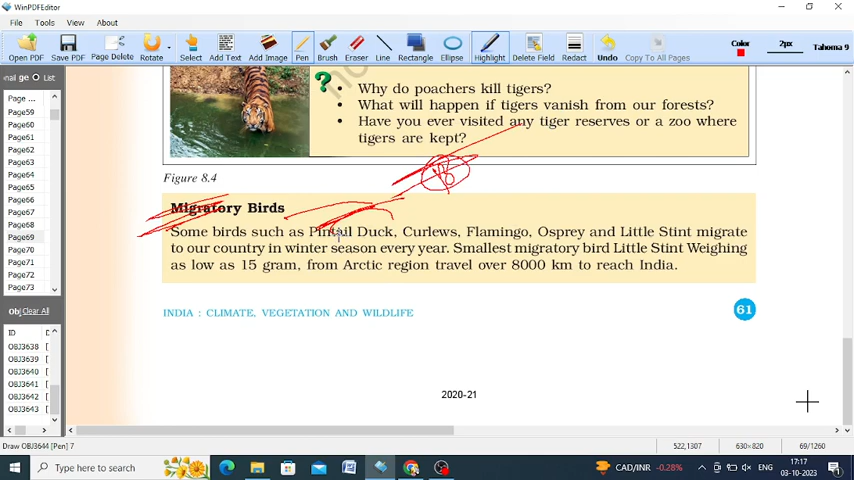 WinPDFEditor
File Tools View About
Open PDF Save PDF Page Delete Rotate Select Add Text Add Image Pen Brush Eraser Line Rectangle Ellipse Highlight Delete Field Redact Undo Copy To All Pages Color 2px Tahoma 9
List
Page ...
Page59
Page60
Page61
Page62
Page63
Page64
Page65
Page66
Page67
Page68
Page69
Page70
Page71
Page72
Page73
Obj Clear All
ID
OBJ3638 [
OBJ3639 [
OBJ3640 [
OBJ3641 [
OBJ3642 [
OBJ3643 [
?
• Why do poachers kill tigers?
• What will happen if tigers vanish from our forests?
• Have you ever visited any tiger reserves or a zoo where
tigers are kept?
Figure 8.4
Migratory Birds
Some birds such as Pintail Duck, Curlews, Flamingo, Osprey and Little Stint migrate
to our country in winter season every year. Smallest migratory bird Little Stint Weighing
as low as 15 gram, from Arctic region travel over 8000 km to reach India.
INDIA : CLIMATE, VEGETATION AND WILDLIFE 61
2020-21
Draw OBJ3644 [Pen] 7 522,1307 630×820 69/1260
Type here to search CAD/INR -0.28% ENG 17:17
03-10-2023